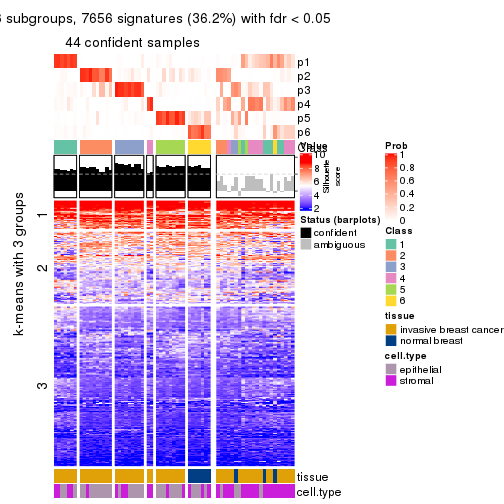 subgroups, 7656 signatures (36.2%) with fdr < 0.05
44 confident samples
p1
p2
p3
p4
p5
p6
Class
Value
10
8
6
4
2
Silhouette
score
Status (barplots)
confident
ambiguous
Prob
1
0.8
0.6
0.4
0.2
0
Class
1
2
3
4
5
6
tissue
invasive breast cancer
normal breast
cell.type
epithelial
stromal
k-means with 3 groups
1
2
3
tissue
cell.type